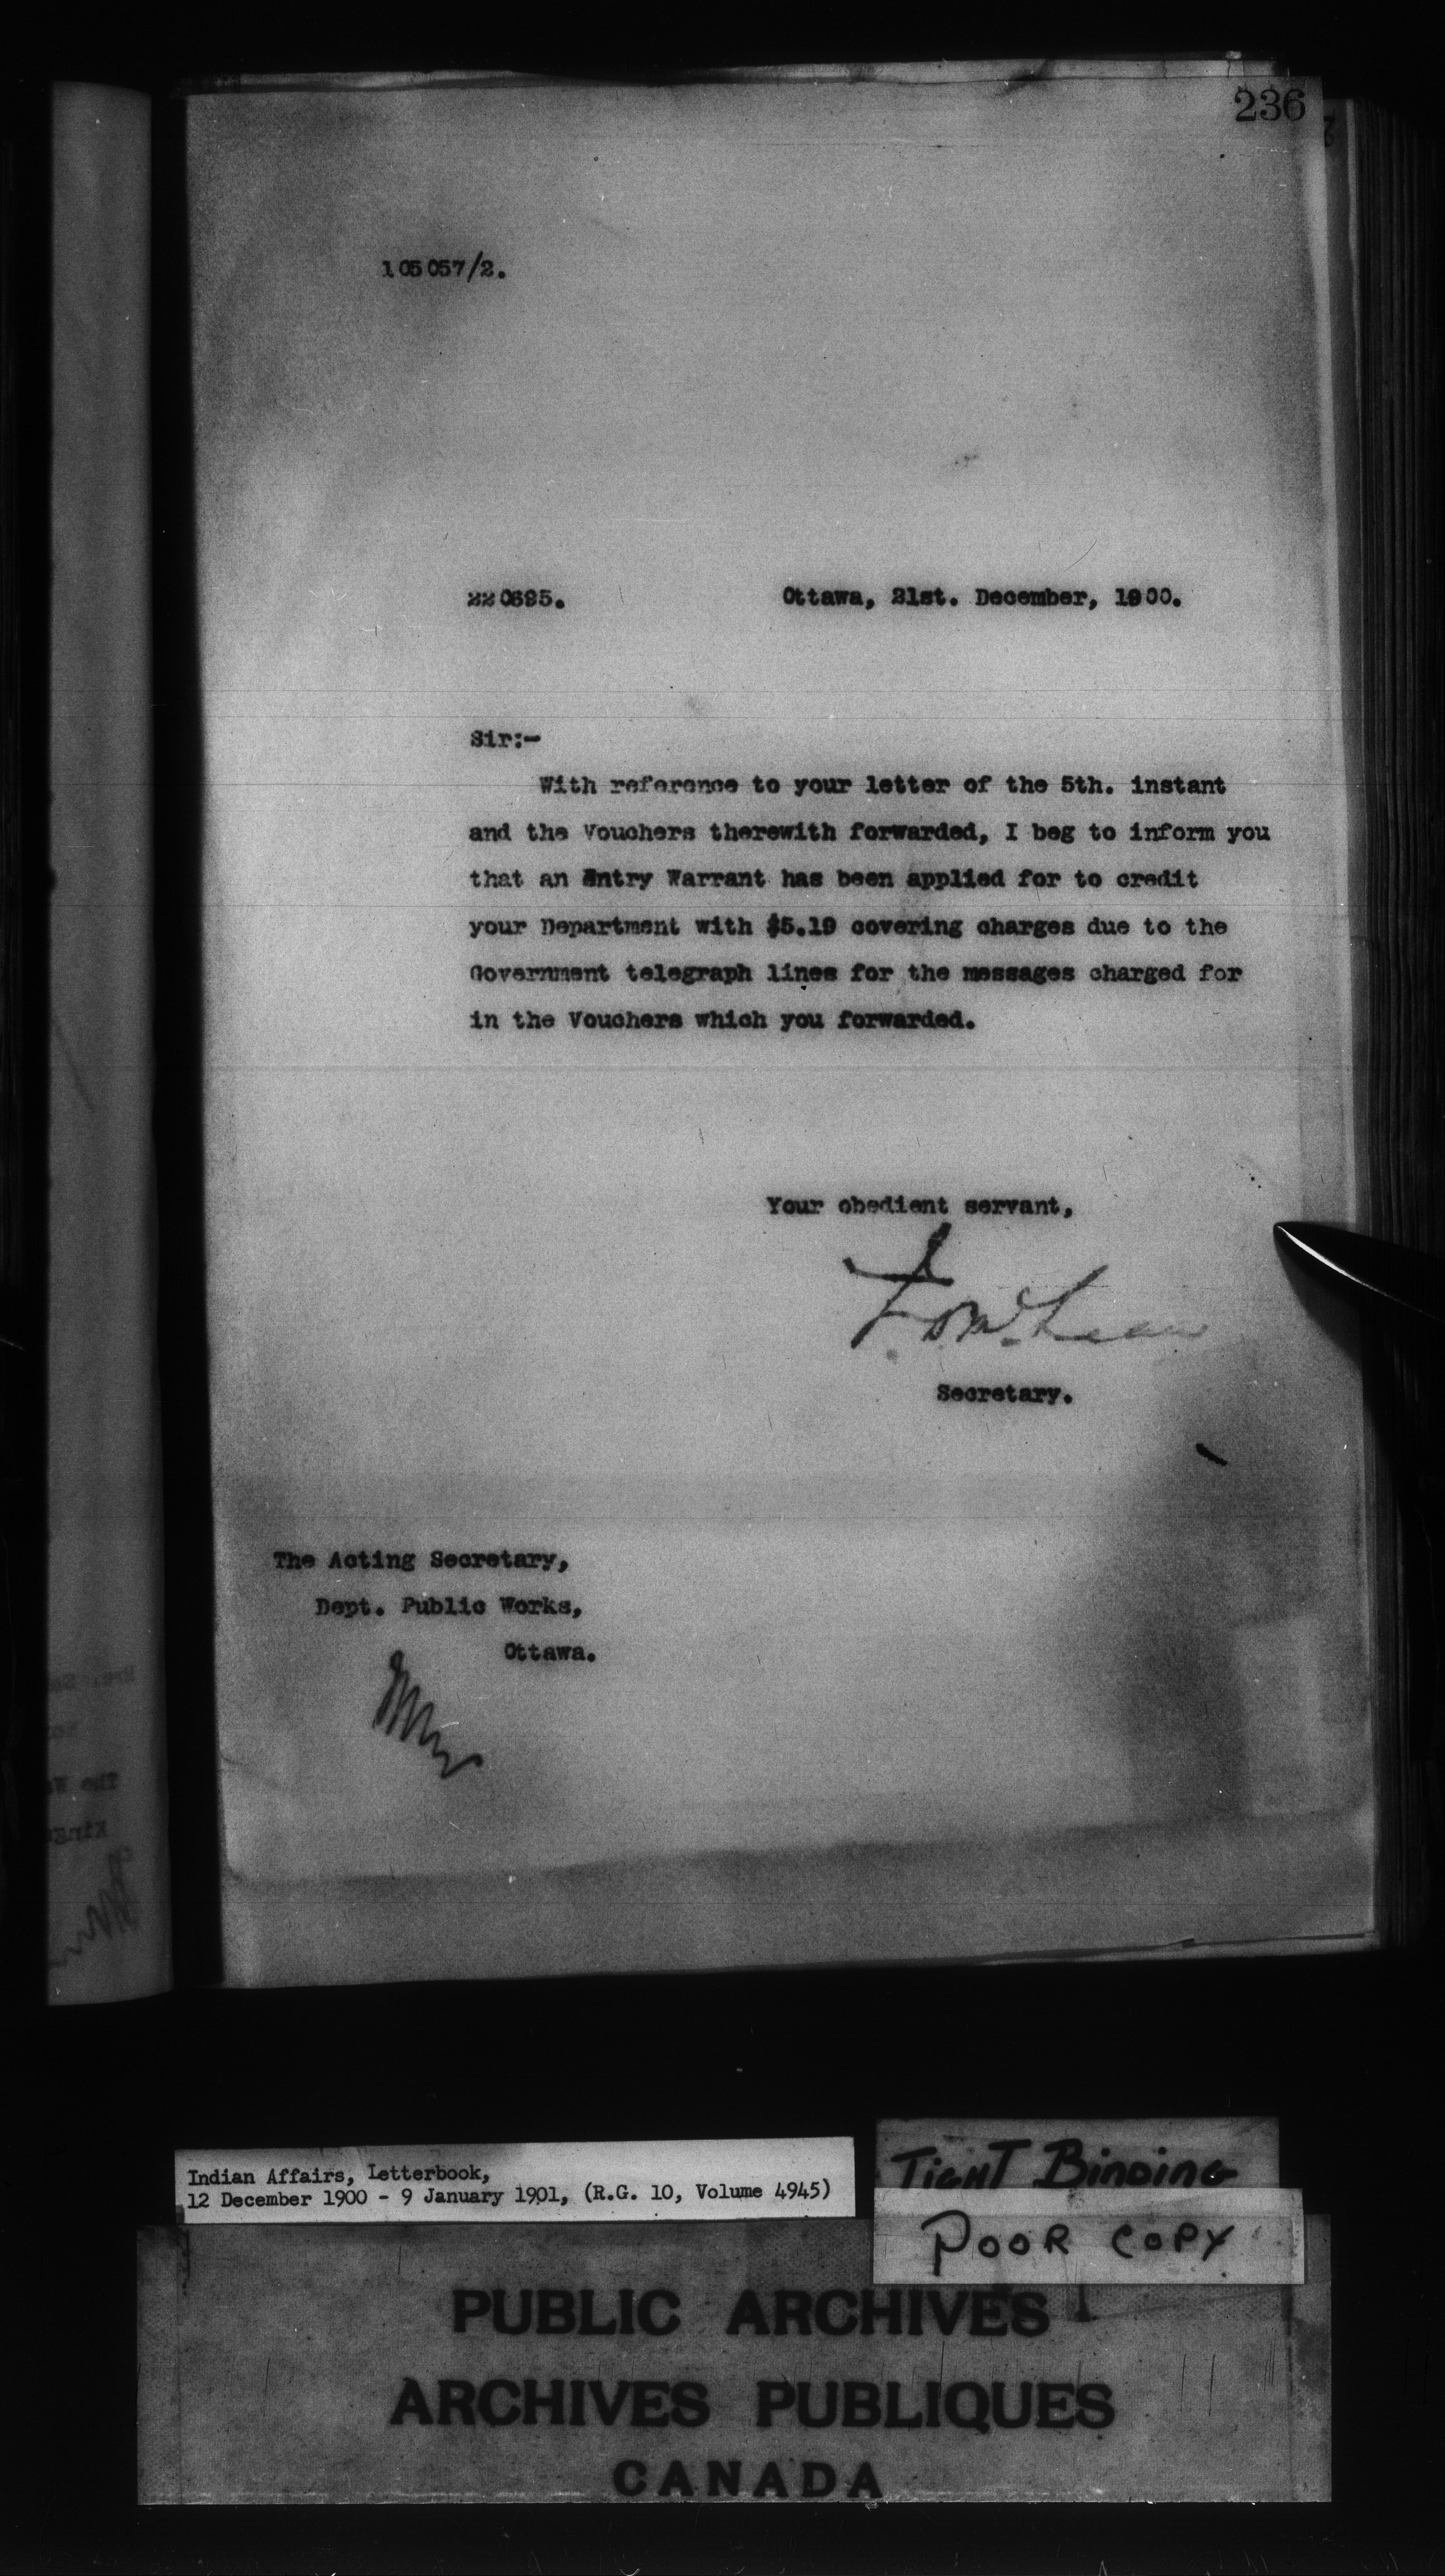 236
105057/2.
220695. Ottawa, 21st. December, 1900.
Sir:-
With reference to your letter of the 5th. instant
and the Vouchers therewith forwarded, I beg to inform you
that an Entry Warrant has been applied for to credit
your Department with $5.19 covering charges due to the
Government telegraph lines for the messages charged for
in the Vouchers which you forwarded.
Your obedient servant,
Secretary.
The Acting Secretary,
Dept. Public Works,
Ottawa.
Indian Affairs, Letterbook,
12 December 1900 - 9 January 1901, (R.G. 10, Volume 4945)
TIGHT BINDING
POOR COPY
PUBLIC ARCHIVES
ARCHIVES PUBLIQUES
CANADA